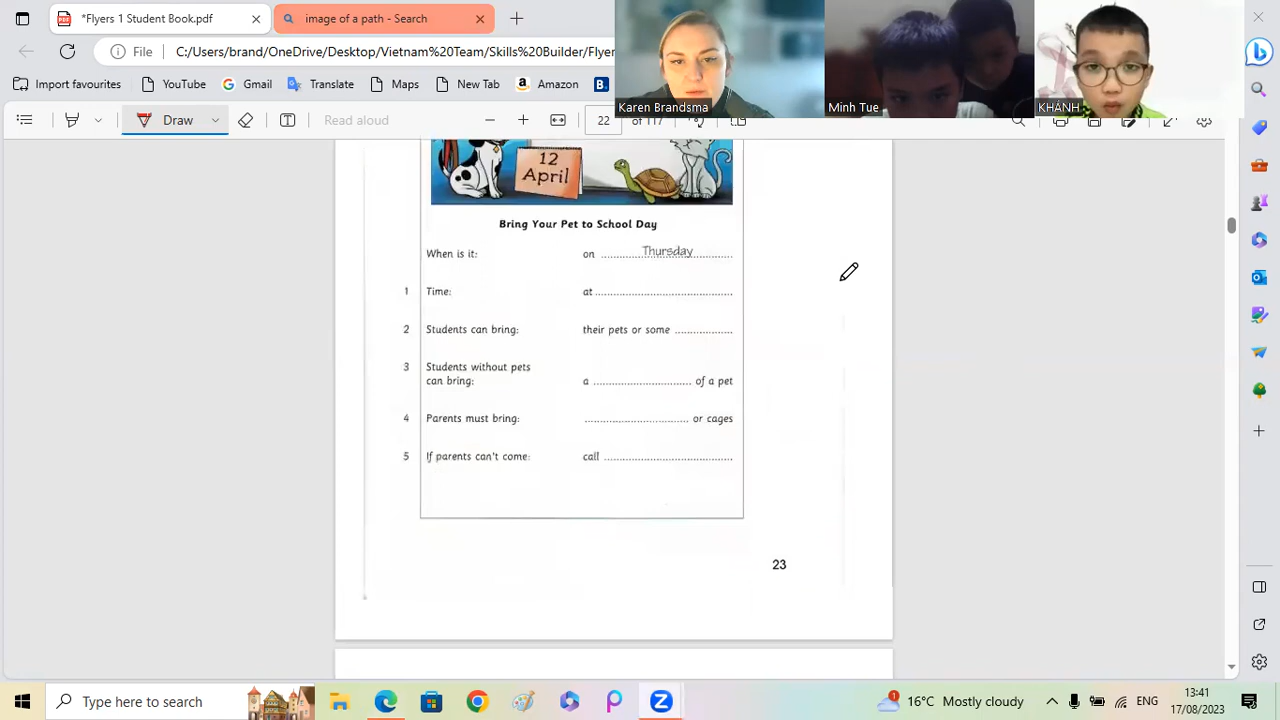 *Flyers 1 Student Book.pdf
image of a path - Search
File
C:/Users/brand/OneDrive/Desktop/Vietnam%20Team/Skills%20Builder/Flyer
Import favourites
YouTube
Gmail
Translate
Maps
New Tab
Amazon
Karen Brandsma
Minh Tue
KHÁNH
Draw
Read aloud
22
of 117
12
April
Bring Your Pet to School Day
When is it: on Thursday
1 Time: at
2 Students can bring: their pets or some
3 Students without pets
can bring: a of a pet
4 Parents must bring: or cages
5 If parents can't come: call
23
Type here to search
1
16°C Mostly cloudy
ENG
13:41
17/08/2023